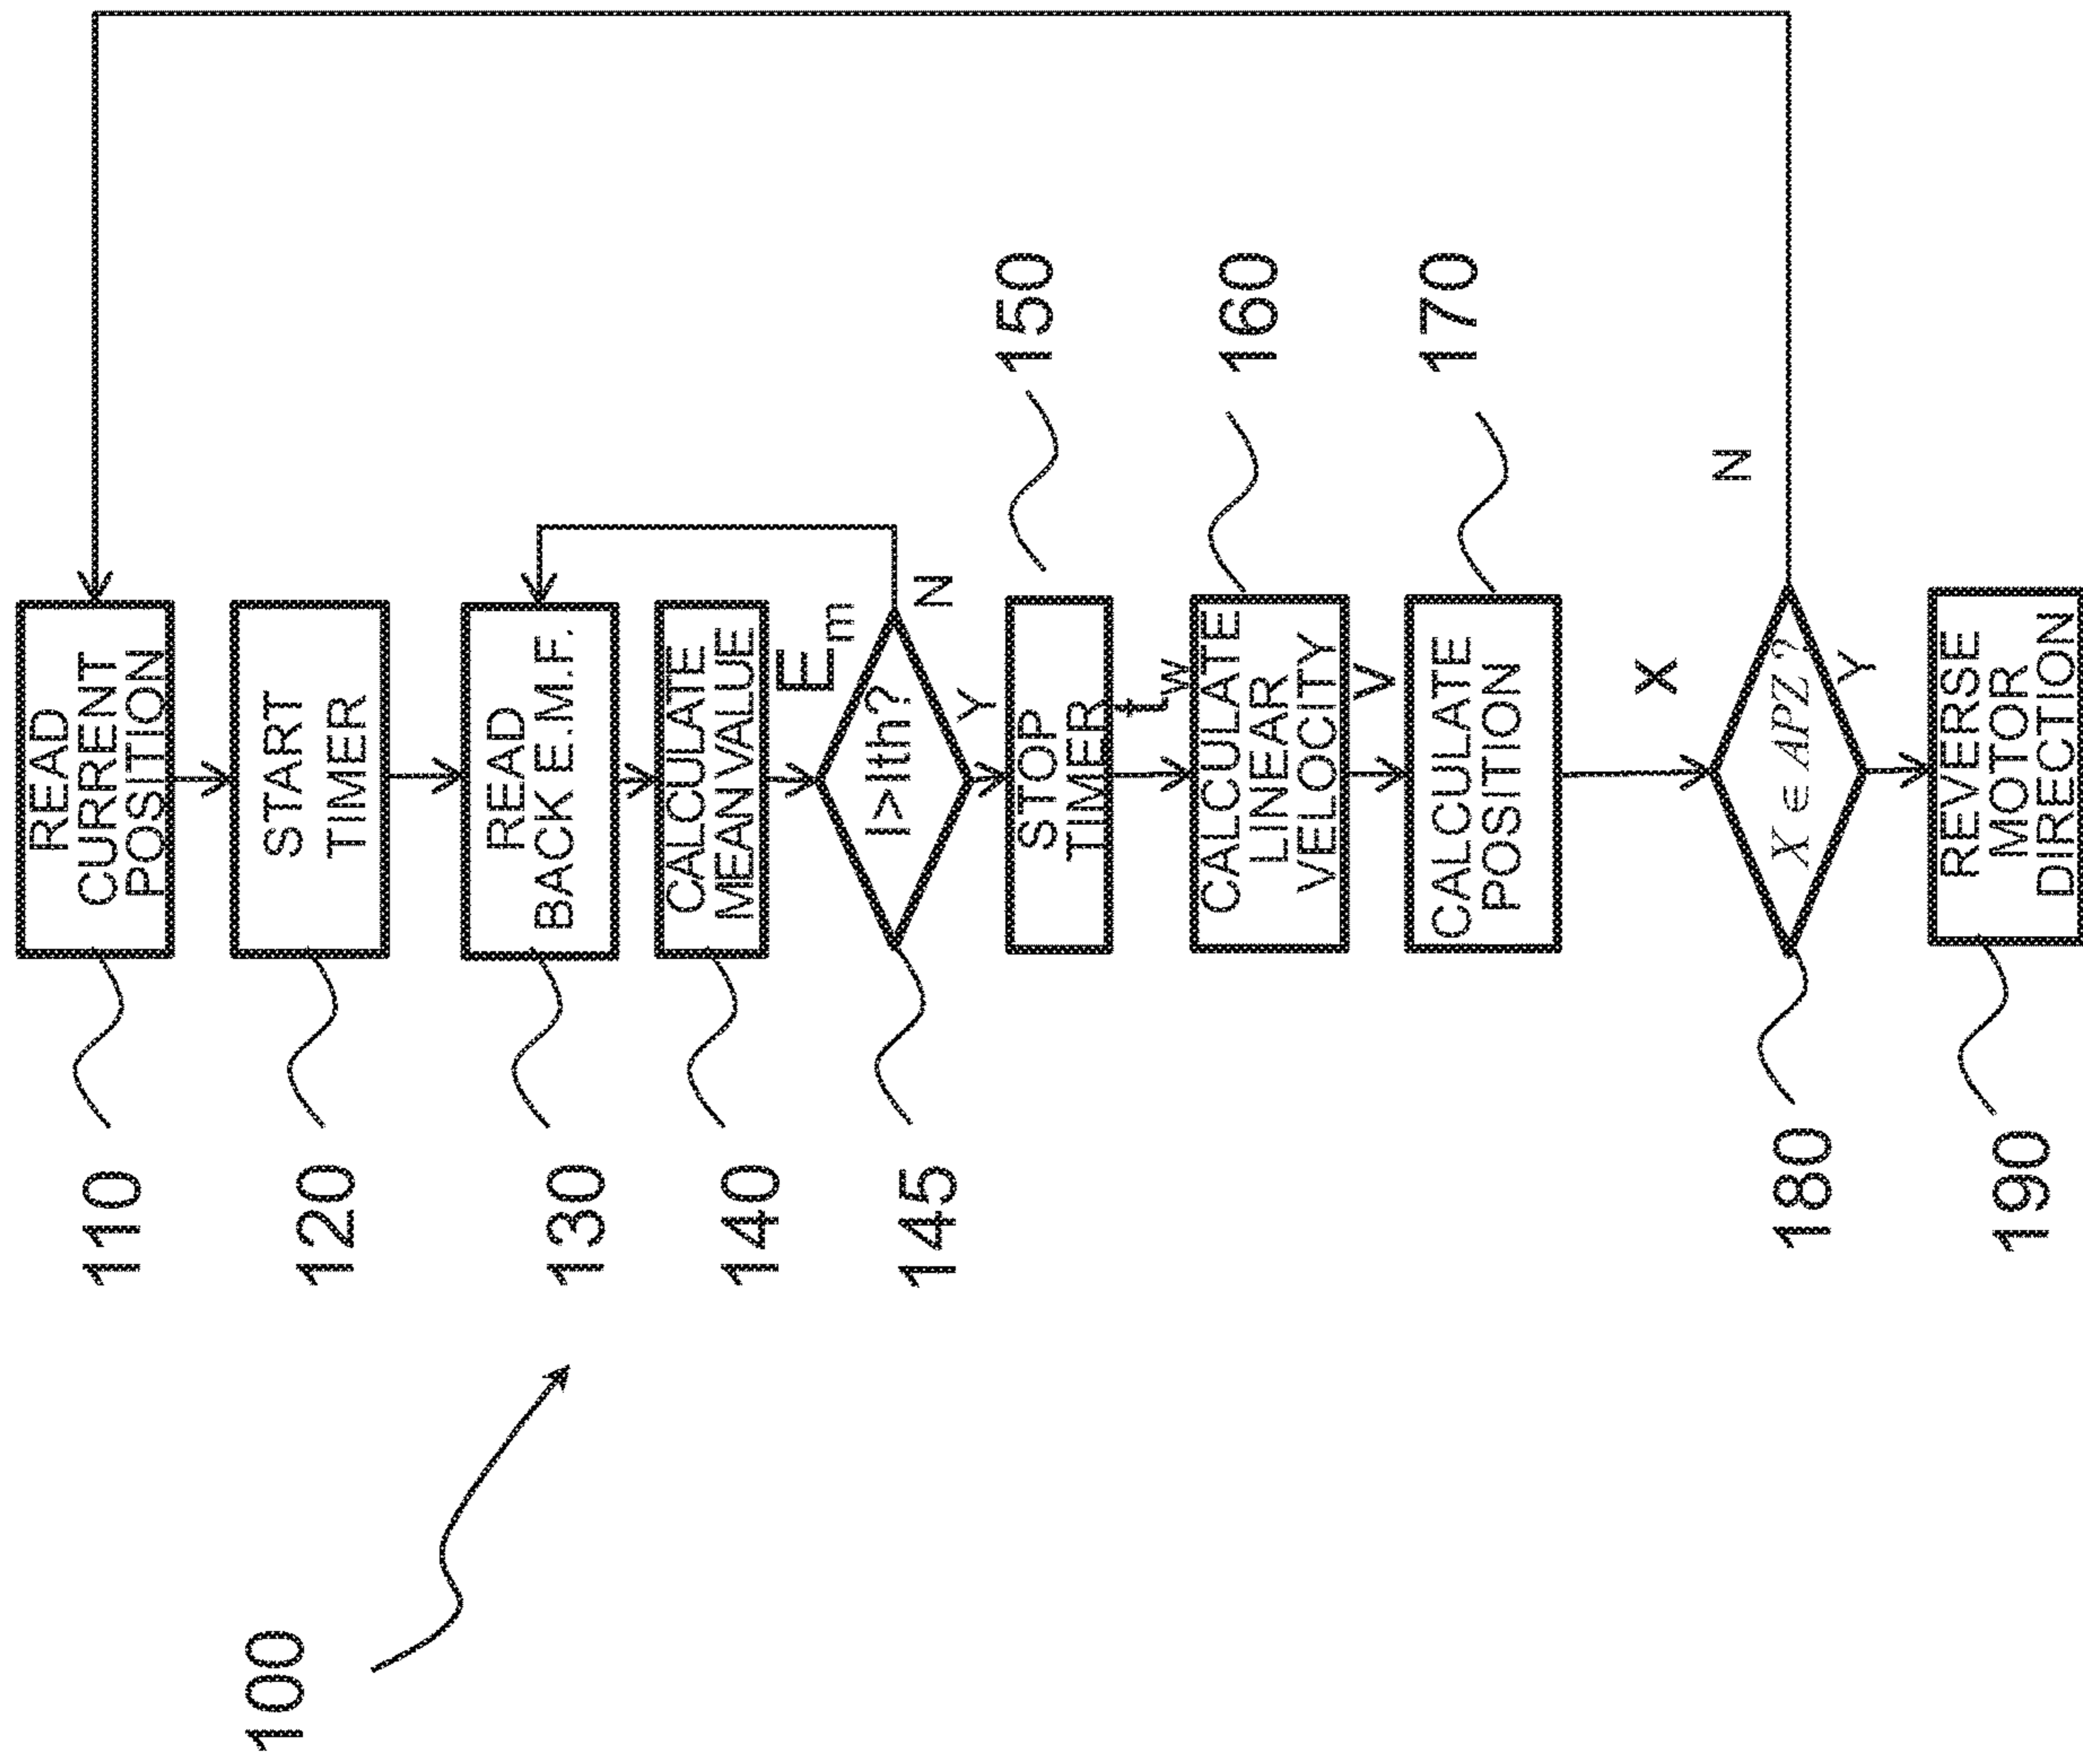 100
110
READ
CURRENT
POSITION
120
START
TIMER
130
READ
BACK E.M.F.
140
CALCULATE
MEAN VALUE
Em
145
I>Ith?
N
Y
150
STOP
TIMER
tw
160
CALCULATE
LINEAR
VELOCITY
V
170
CALCULATE
POSITION
X
180
X ∈ APZ ?
N
Y
190
REVERSE
MOTOR
DIRECTION